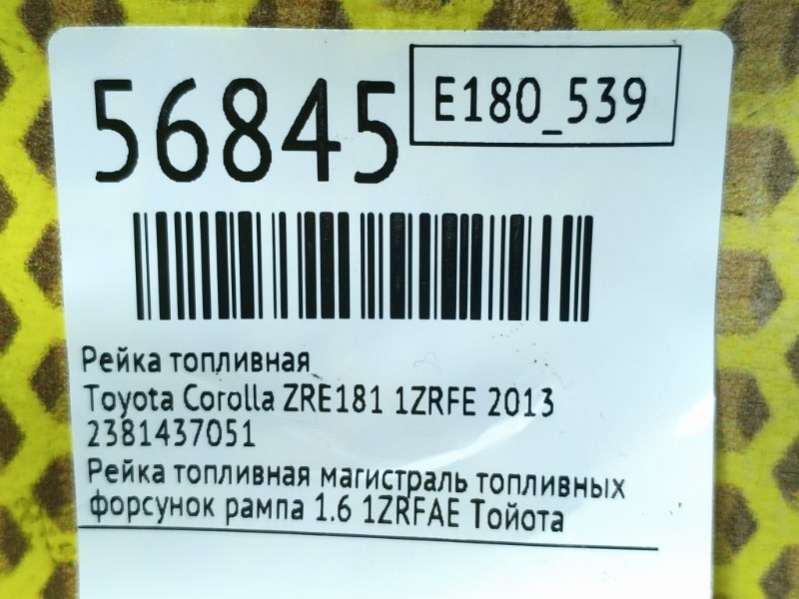 56845
E180_539
Рейка топливная
Toyota Corolla ZRE181 1ZRFE 2013
2381437051
Рейка топливная магистраль топливных
форсунок рампа 1.6 1ZRFAE Тойота